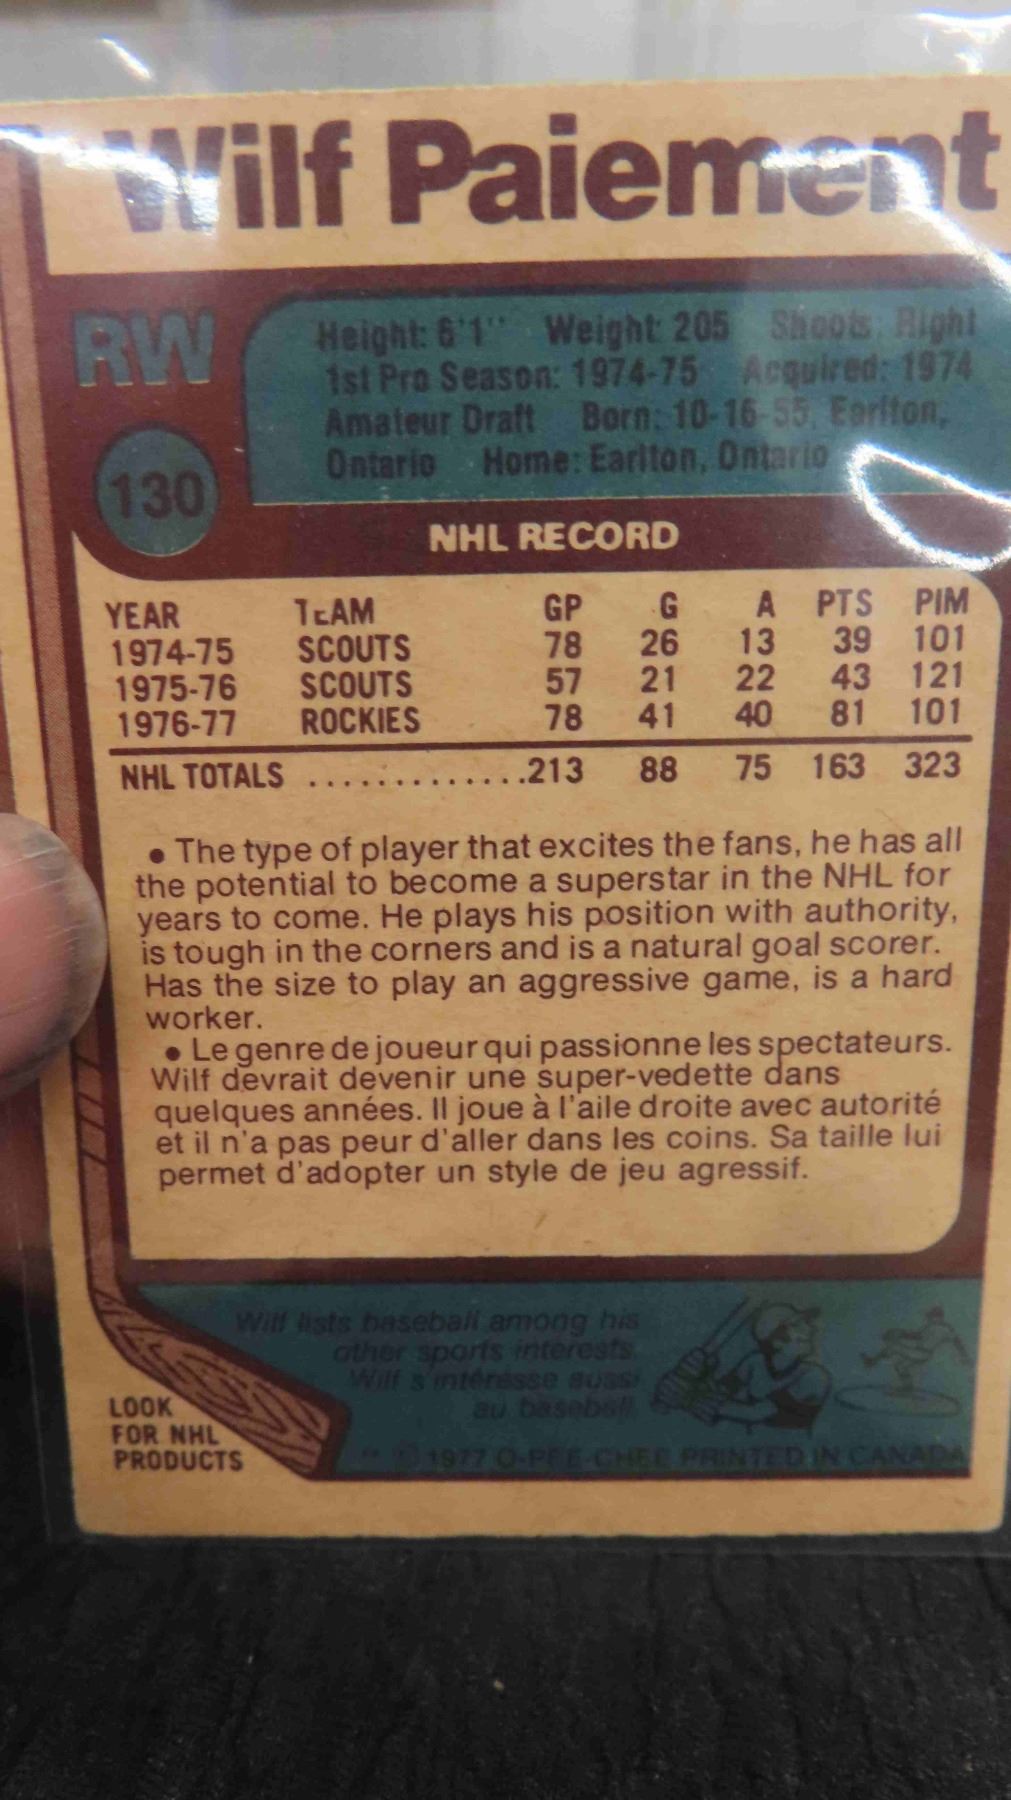 Wilf Paiement
RW
Height: 6'1" Weight: 205 Shoots: Right
1st Pro Season: 1974-75 Acquired: 1974
Amateur Draft Born: 10-16-55, Earlton,
Ontario Home: Earlton, Ontario
130
NHL RECORD
YEAR TEAM GP G A PTS PIM
1974-75 SCOUTS 78 26 13 39 101
1975-76 SCOUTS 57 21 22 43 121
1976-77 ROCKIES 78 41 40 81 101
NHL TOTALS .............213 88 75 163 323
• The type of player that excites the fans, he has all
the potential to become a superstar in the NHL for
years to come. He plays his position with authority,
is tough in the corners and is a natural goal scorer.
Has the size to play an aggressive game, is a hard
worker.
• Le genre de joueur qui passionne les spectateurs.
Wilf devrait devenir une super-vedette dans
quelques années. Il joue à l'aile droite avec autorité
et il n'a pas peur d'aller dans les coins. Sa taille lui
permet d'adopter un style de jeu agressif.
Wilf lists baseball among his
other sports interests.
Wilf s'intéresse aussi
au baseball.
LOOK
FOR NHL
PRODUCTS
© 1977 O-PEE-CHEE PRINTED IN CANADA